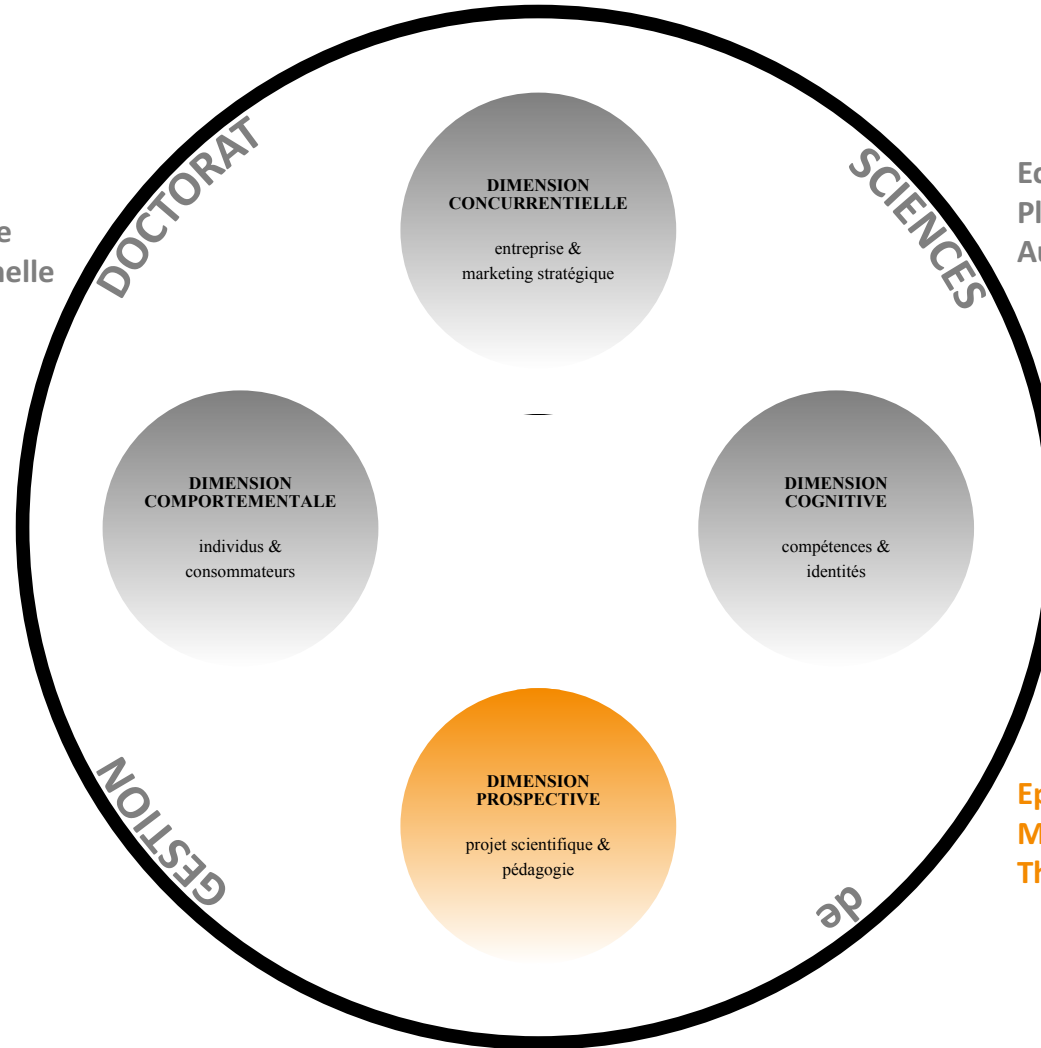 DOCTORAT
SCIENCES
de
GESTION
DIMENSION
CONCURRENTIELLE
entreprise &
marketing stratégique
DIMENSION
COMPORTEMENTALE
individus &
consommateurs
DIMENSION
COGNITIVE
compétences &
identités
DIMENSION
PROSPECTIVE
projet scientifique &
pédagogie